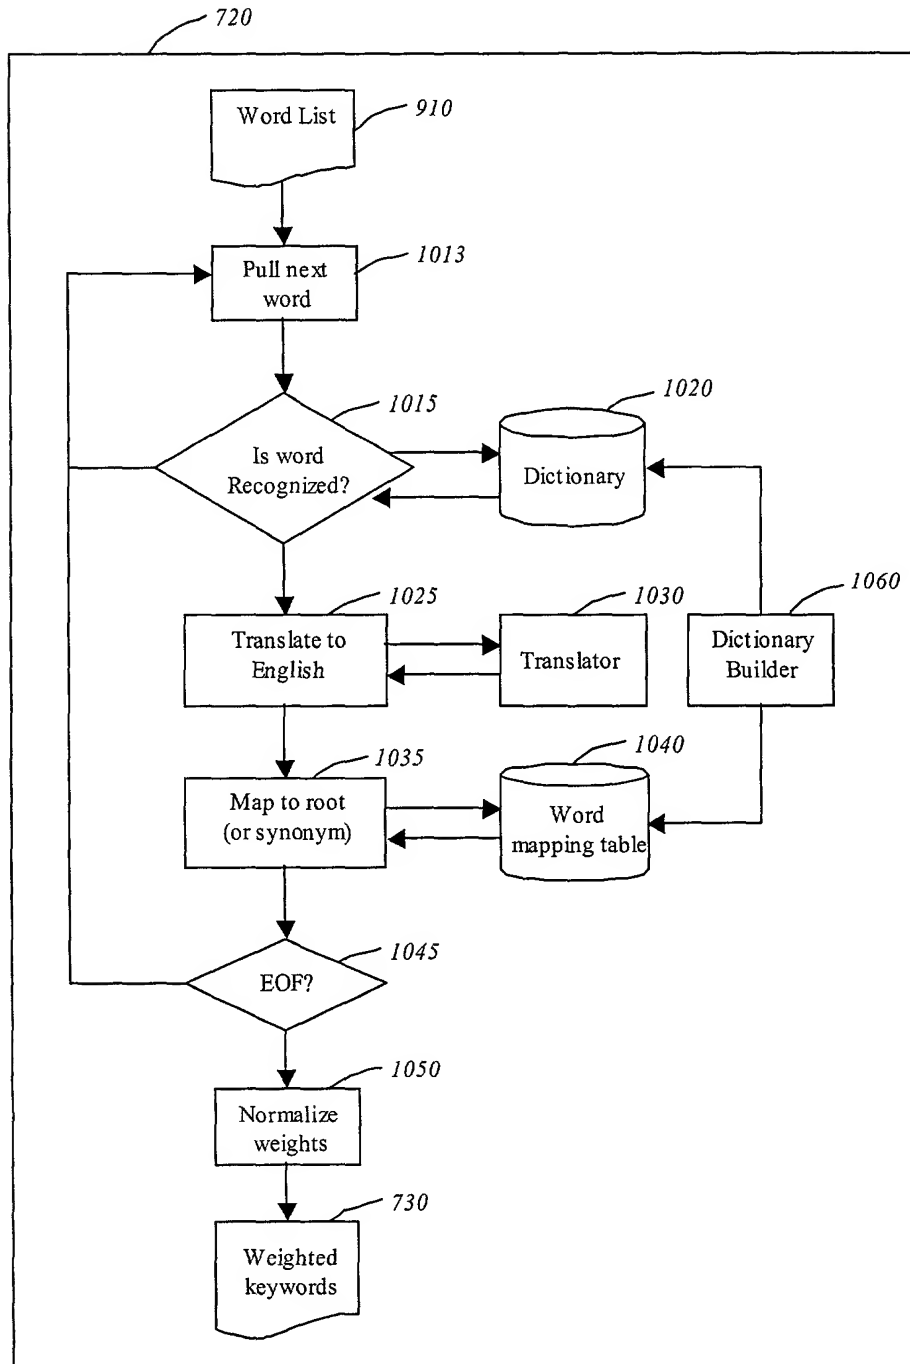 720
Word List
910
Pull next
word
1013
Is word
Recognized?
1015
Dictionary
1020
Translate to
English
1025
Translator
1030
Dictionary
Builder
1060
Map to root
(or synonym)
1035
Word
mapping table
1040
EOF?
1045
Normalize
weights
1050
Weighted
keywords
730